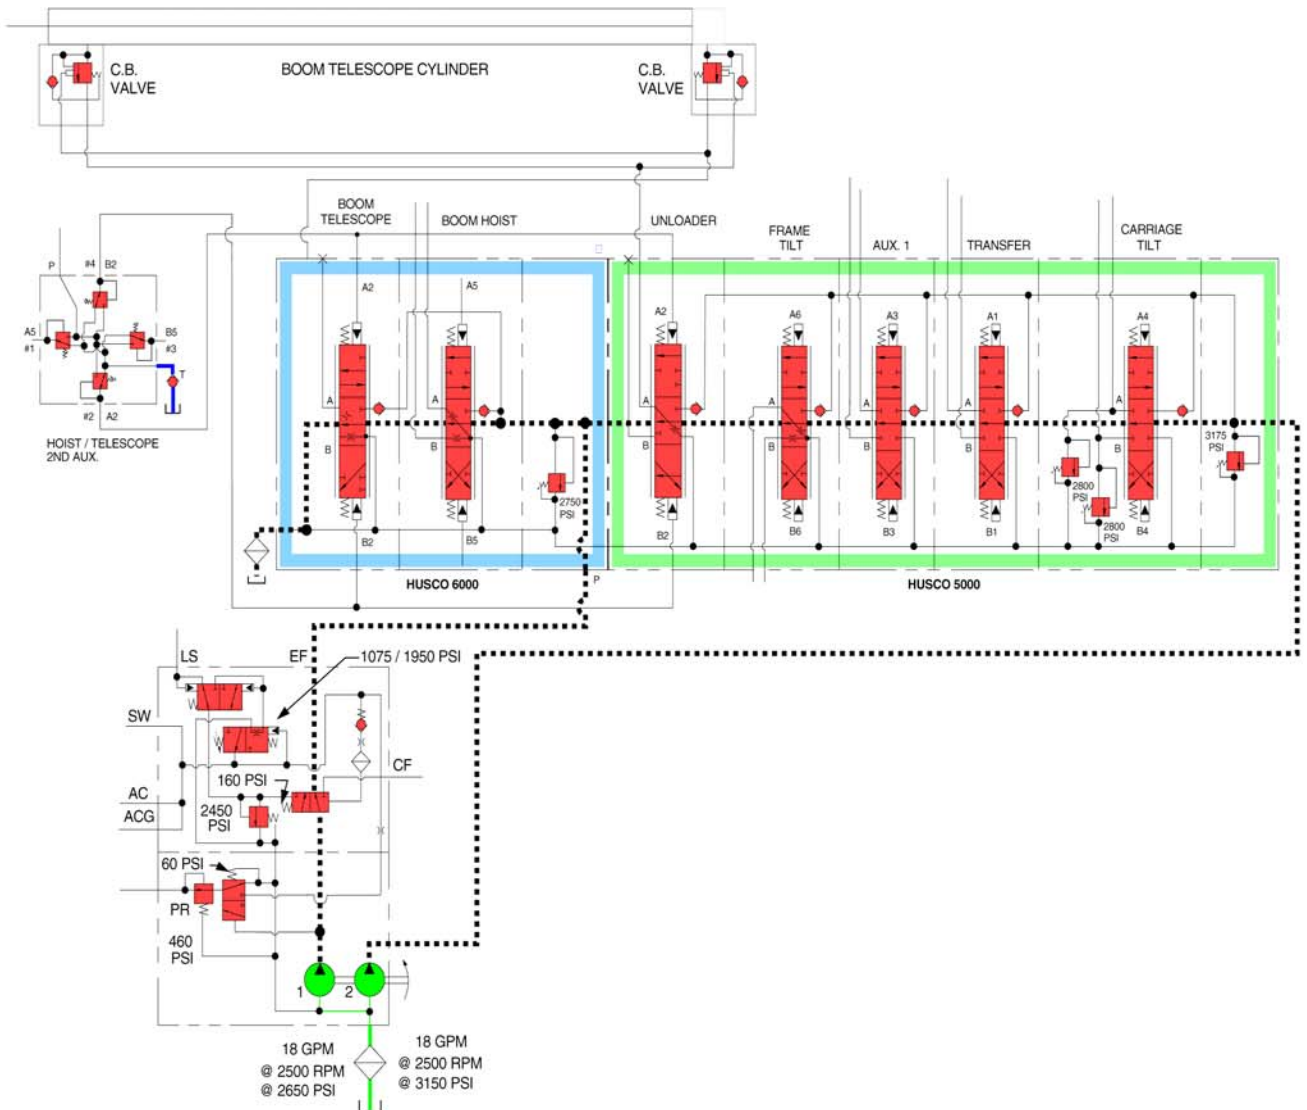 C.B.
VALVE
BOOM TELESCOPE CYLINDER
C.B.
VALVE
BOOM
TELESCOPE
BOOM HOIST
UNLOADER
FRAME
TILT
AUX. 1
TRANSFER
CARRIAGE
TILT
P
#4
B2
A5
#1
B5
#3
T
#2
A2
HOIST / TELESCOPE
2ND AUX.
A2
A5
A2
A6
A3
A1
A4
A
A
A
A
A
A
A
B
B
B
B
B
B
B
2750
PSI
2800
PSI
2800
PSI
3175
PSI
B2
B5
B2
B6
B3
B1
B4
HUSCO 6000
P
HUSCO 5000
LS
EF
1075 / 1950 PSI
SW
CF
160 PSI
AC
ACG
2450
PSI
60 PSI
PR
460
PSI
1
2
18 GPM
@ 2500 RPM
@ 2650 PSI
18 GPM
@ 2500 RPM
@ 3150 PSI